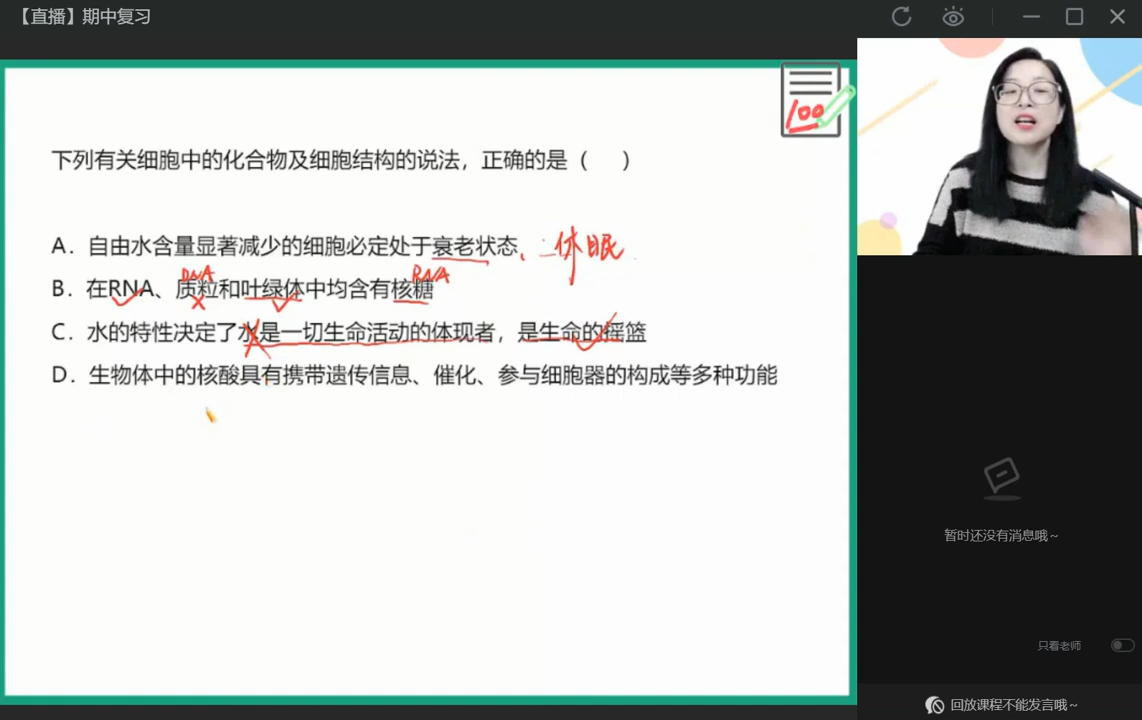 【直播】期中复习
100
下列有关细胞中的化合物及细胞结构的说法，正确的是（ ）
A．自由水含量显著减少的细胞必定处于衰老状态、休眠
DNA RNA
B．在RNA、质粒和叶绿体中均含有核糖
C．水的特性决定了水是一切生命活动的体现者，是生命的摇篮
D．生物体中的核酸具有携带遗传信息、催化、参与细胞器的构成等多种功能
暂时还没有消息哦～
只看老师
回放课程不能发言哦～